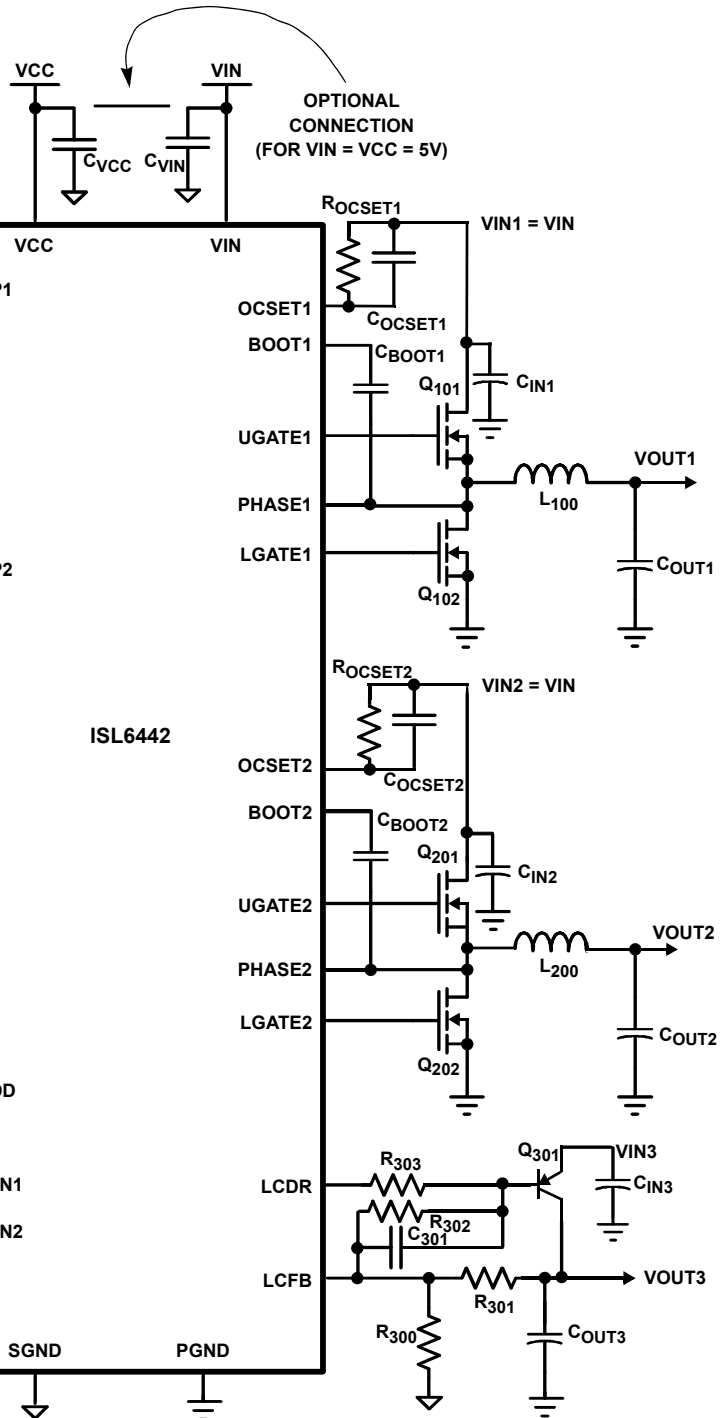 VCC
VIN
OPTIONAL
CONNECTION
(FOR VIN = VCC = 5V)
CVCC
CVIN
ROCSET1
VIN1 = VIN
VCC
VIN
P1
OCSET1
COCSET1
BOOT1
CBOOT1
Q101
CIN1
UGATE1
VOUT1
L100
PHASE1
LGATE1
COUT1
P2
Q102
ROCSET2
VIN2 = VIN
ISL6442
OCSET2
COCSET2
BOOT2
CBOOT2
Q201
CIN2
UGATE2
VOUT2
L200
PHASE2
LGATE2
COUT2
Q202
Q301
VIN3
R303
N1
LCDR
CIN3
R302
N2
C301
LCFB
VOUT3
R301
R300
COUT3
SGND
PGND